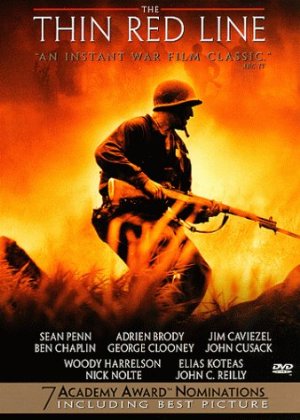 THE
THIN RED LINE
"AN INSTANT WAR FILM CLASSIC."
SEAN PENN ADRIEN BRODY JIM CAVIEZEL
BEN CHAPLIN GEORGE CLOONEY JOHN CUSACK
WOODY HARRELSON ELIAS KOTEAS
NICK NOLTE JOHN C. REILLY
DVD
7 ACADEMY AWARD NOMINATIONS
INCLUDING BEST PICTURE